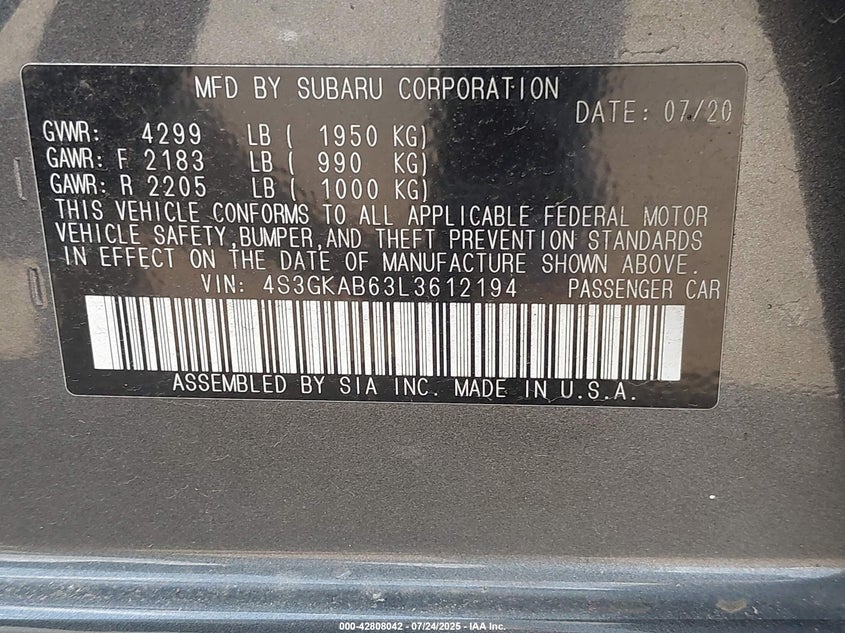 MFD BY SUBARU CORPORATION
DATE: 07/20
GVWR: 4299 LB ( 1950 KG)
GAWR: F 2183 LB ( 990 KG)
GAWR: R 2205 LB ( 1000 KG)
THIS VEHICLE CONFORMS TO ALL APPLICABLE FEDERAL MOTOR
VEHICLE SAFETY,BUMPER,AND THEFT PREVENTION STANDARDS
IN EFFECT ON THE DATE OF MANUFACTURE SHOWN ABOVE.
VIN: 4S3GKAB63L3612194 PASSENGER CAR
ASSEMBLED BY SIA INC. MADE IN U.S.A.
000-42808042 - 07/24/2025 - IAA Inc.